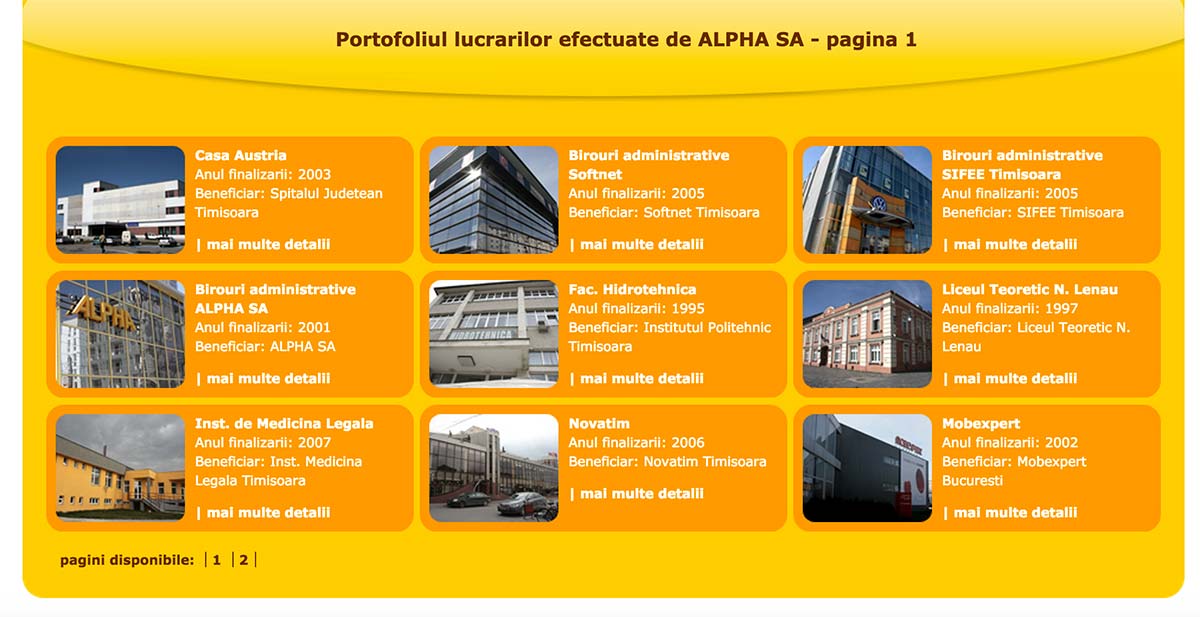 Portofoliul lucrarilor efectuate de ALPHA SA - pagina 1
Casa Austria
Anul finalizarii: 2003
Beneficiar: Spitalul Judetean
Timisoara
| mai multe detalii
Birouri administrative
Softnet
Anul finalizarii: 2005
Beneficiar: Softnet Timisoara
| mai multe detalii
Birouri administrative
SIFEE Timisoara
Anul finalizarii: 2005
Beneficiar: SIFEE Timisoara
| mai multe detalii
ALPHA
Birouri administrative
ALPHA SA
Anul finalizarii: 2001
Beneficiar: ALPHA SA
| mai multe detalii
HIDROTEHNICA
Fac. Hidrotehnica
Anul finalizarii: 1995
Beneficiar: Institutul Politehnic
Timisoara
| mai multe detalii
Liceul Teoretic N. Lenau
Anul finalizarii: 1997
Beneficiar: Liceul Teoretic N.
Lenau
| mai multe detalii
Inst. de Medicina Legala
Anul finalizarii: 2007
Beneficiar: Inst. Medicina
Legala Timisoara
| mai multe detalii
Novatim
Anul finalizarii: 2006
Beneficiar: Novatim Timisoara
| mai multe detalii
Mobexpert
Anul finalizarii: 2002
Beneficiar: Mobexpert
Bucuresti
| mai multe detalii
pagini disponibile: | 1 | 2 |